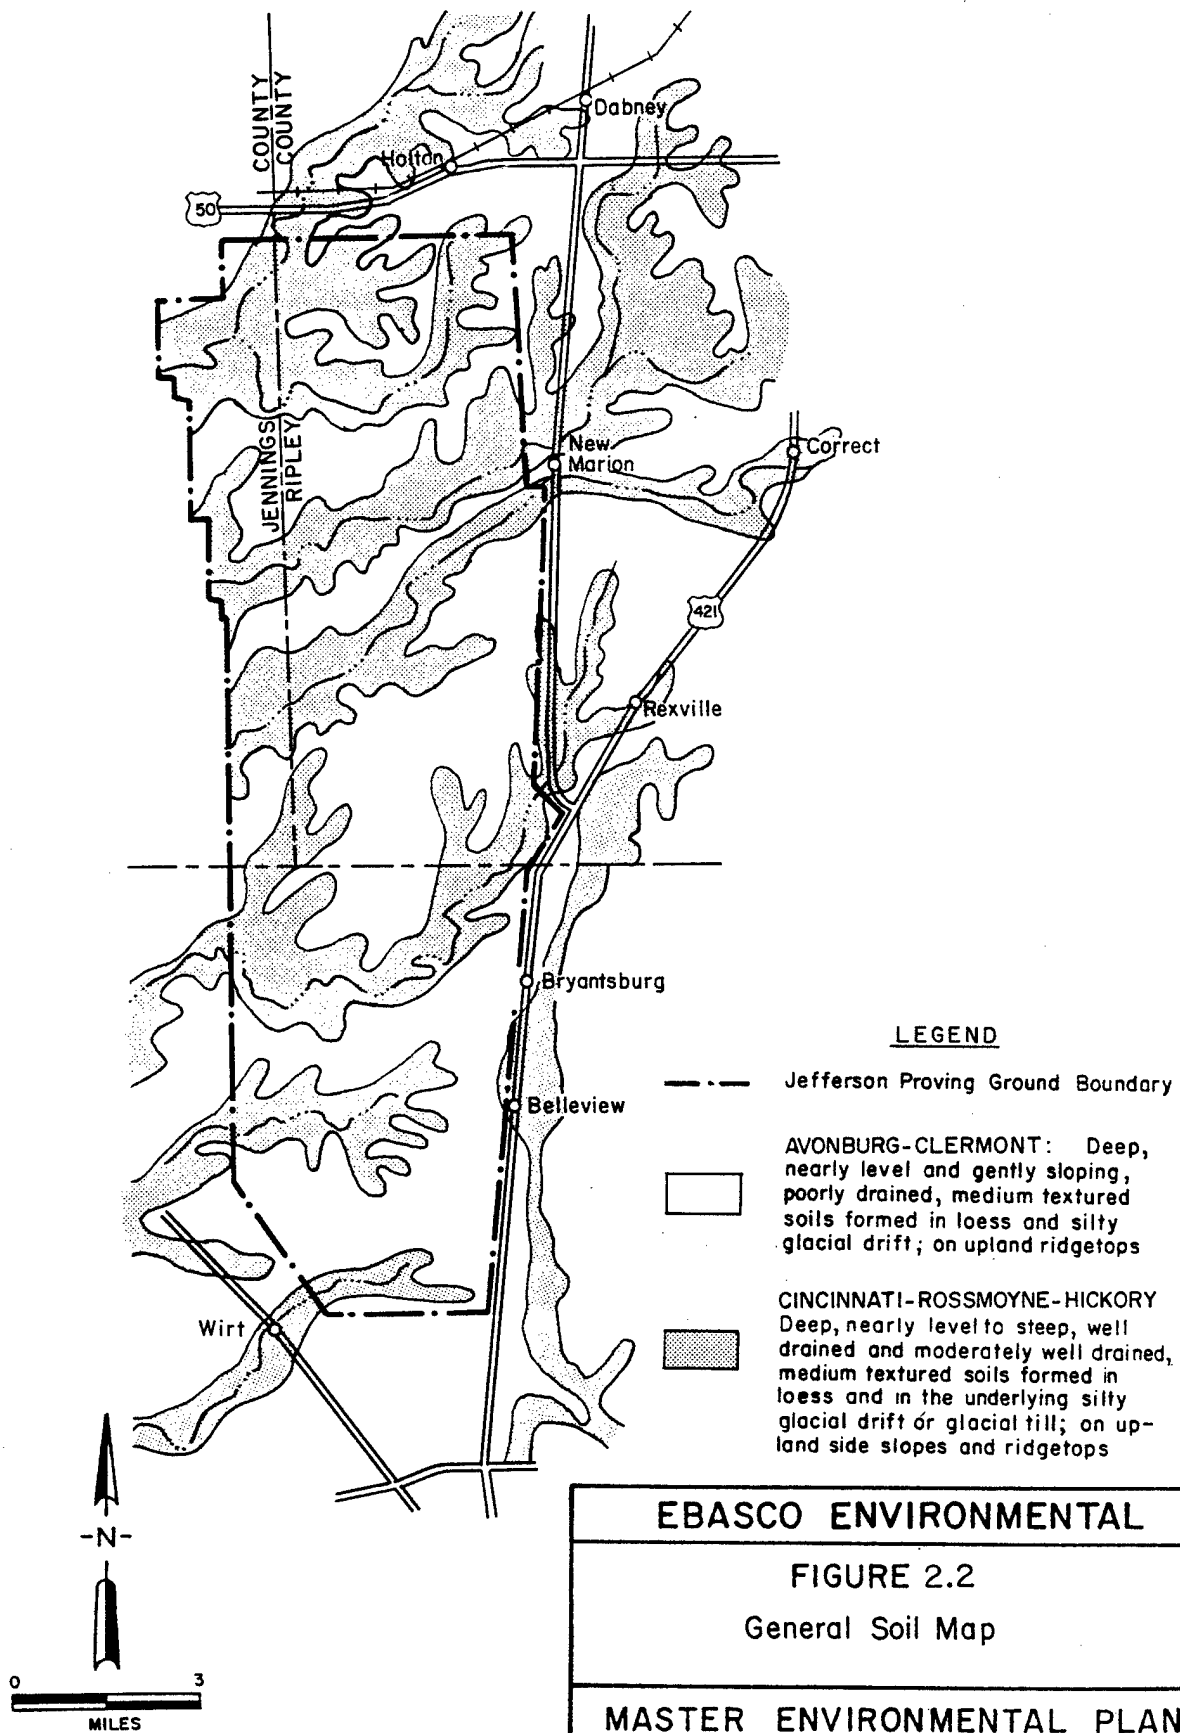 COUNTY
COUNTY
Dabney
Holton
50
JENNINGS
RIPLEY
New
Marion
Correct
421
Rexville
Bryantsburg
Belleview
Wirt
LEGEND
Jefferson Proving Ground Boundary
AVONBURG-CLERMONT: Deep,
nearly level and gently sloping,
poorly drained, medium textured
soils formed in loess and silty
glacial drift; on upland ridgetops
CINCINNATI-ROSSMOYNE-HICKORY
Deep, nearly level to steep, well
drained and moderately well drained,
medium textured soils formed in
loess and in the underlying silty
glacial drift or glacial till; on up-
land side slopes and ridgetops
-N-
0 3
MILES
EBASCO ENVIRONMENTAL
FIGURE 2.2
General Soil Map
MASTER ENVIRONMENTAL PLAN